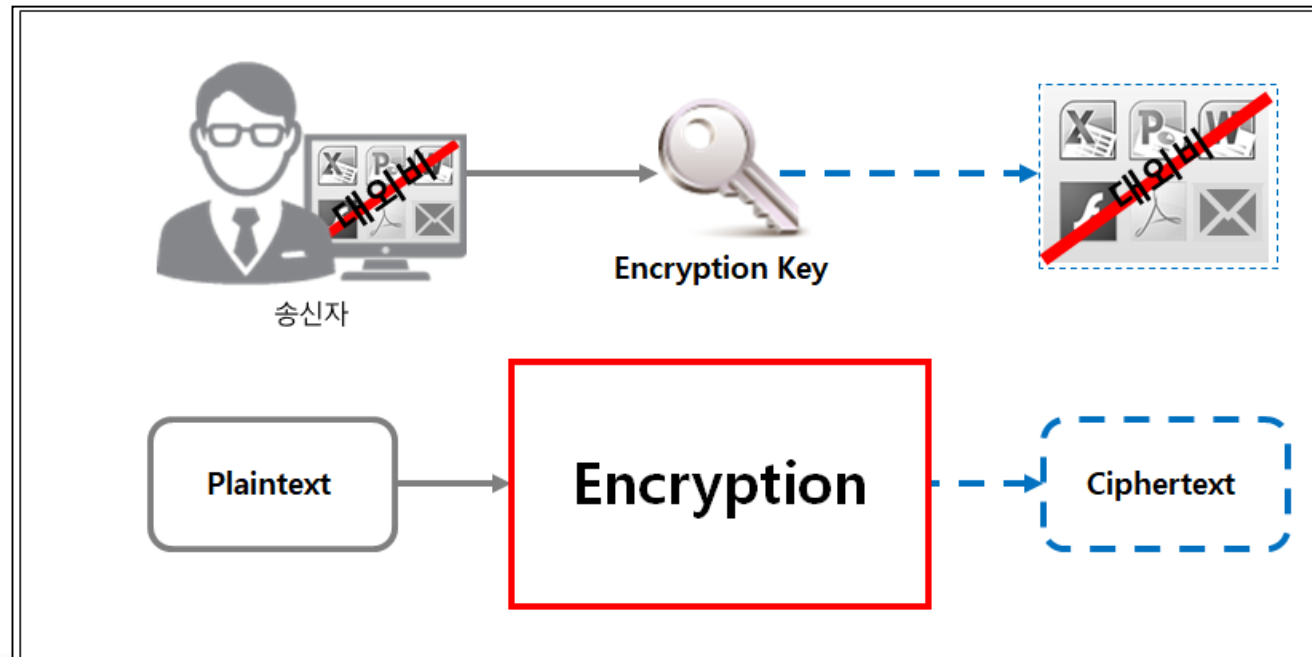 X P W
대외비
X P W
대외비
Encryption Key
송신자
Plaintext
Encryption
Ciphertext